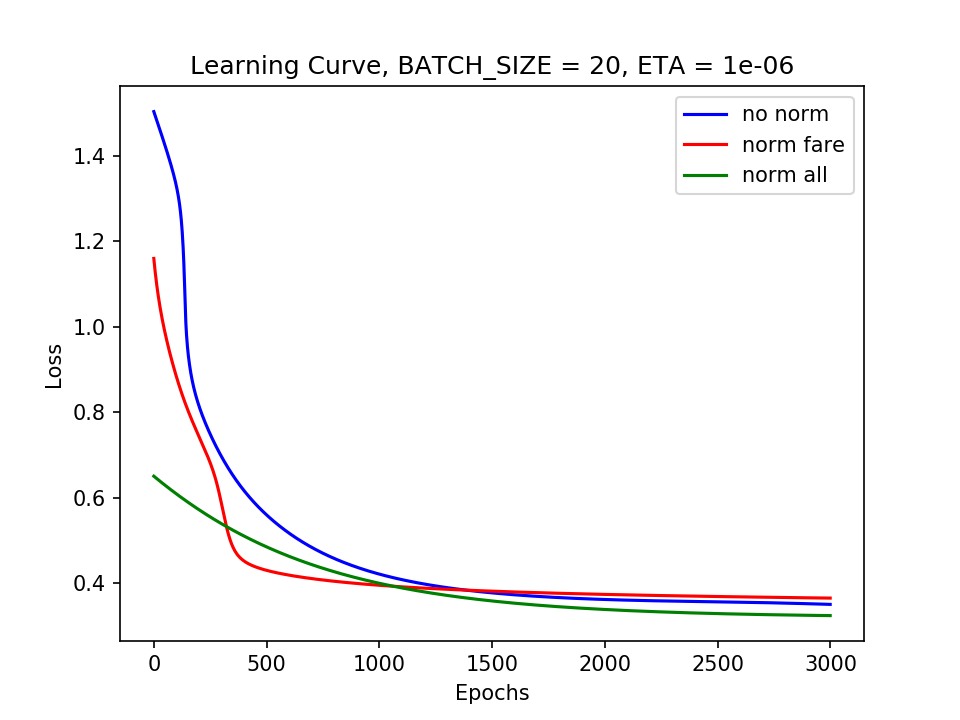 Learning Curve, BATCH_SIZE = 20, ETA = 1e-06
no norm
norm fare
norm all
1.4
1.2
1.0
0.8
0.6
0.4
Loss
0 500 1000 1500 2000 2500 3000
Epochs